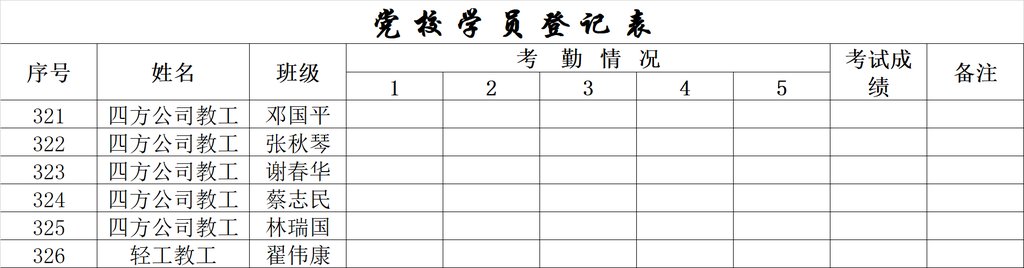 党校学员登记表
序号 姓名 班级 考勤情况 考试成绩 备注
1 2 3 4 5
321 四方公司教工 邓国平
322 四方公司教工 张秋琴
323 四方公司教工 谢春华
324 四方公司教工 蔡志民
325 四方公司教工 林瑞国
326 轻工教工 翟伟康